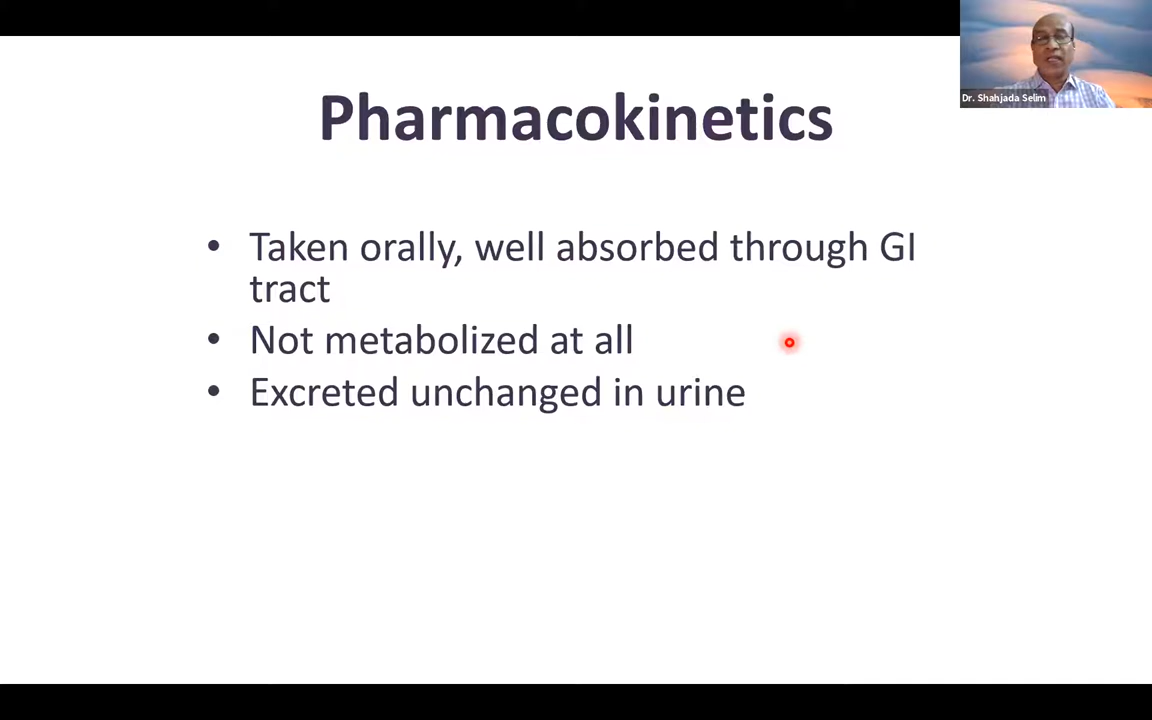 Dr. Shahjada Selim
Pharmacokinetics
• Taken orally, well absorbed through GI
tract
• Not metabolized at all
• Excreted unchanged in urine